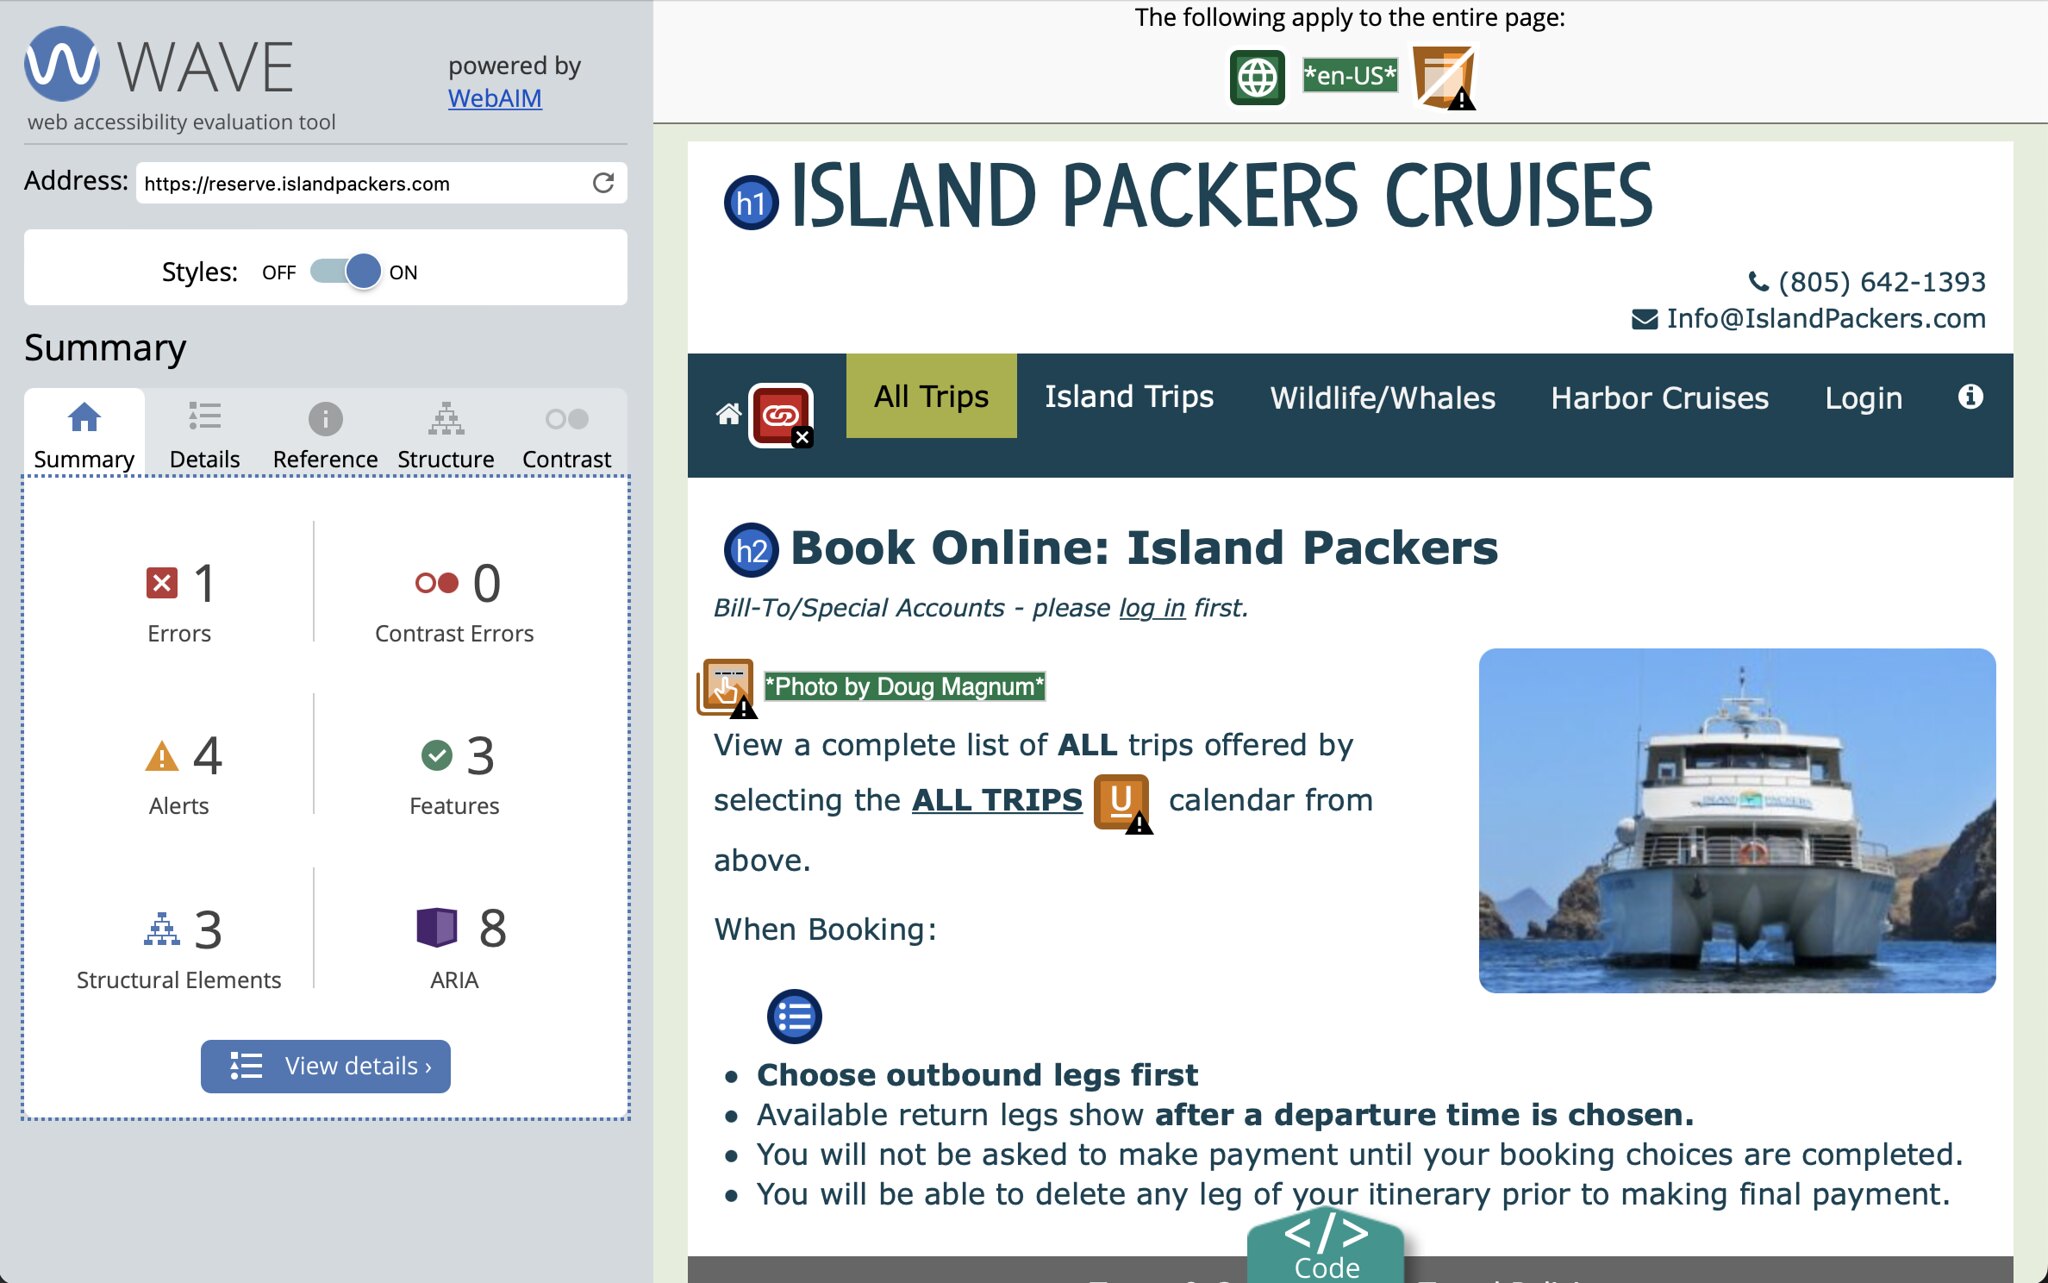 WAVE
powered by
WebAIM
web accessibility evaluation tool
Address: https://reserve.islandpackers.com
Styles: OFF ON
Summary
Summary Details Reference Structure Contrast
1 0
Errors Contrast Errors
4 3
Alerts Features
3 8
Structural Elements ARIA
View details ›
The following apply to the entire page:
*en-US*
h1 ISLAND PACKERS CRUISES
(805) 642-1393
Info@IslandPackers.com
All Trips Island Trips Wildlife/Whales Harbor Cruises Login
h2 Book Online: Island Packers
Bill-To/Special Accounts - please log in first.
*Photo by Doug Magnum*
View a complete list of ALL trips offered by
selecting the ALL TRIPS U calendar from
above.
When Booking:
ISLAND PACKERS
• Choose outbound legs first
• Available return legs show after a departure time is chosen.
• You will not be asked to make payment until your booking choices are completed.
• You will be able to delete any leg of your itinerary prior to making final payment.
</>
Code